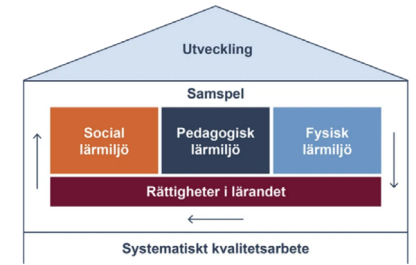 Utveckling
Samspel
Social
lärmiljö
Pedagogisk
lärmiljö
Fysisk
lärmiljö
Rättigheter i lärandet
Systematiskt kvalitetsarbete